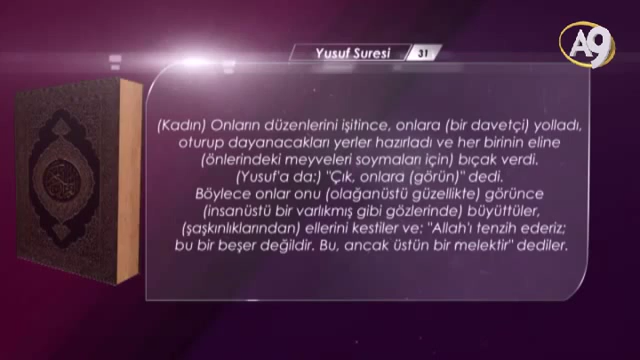 Yusuf Suresi 31
A9
(Kadın) Onların düzenlerini işitince, onlara (bir davetçi) yolladı,
oturup dayanacakları yerler hazırladı ve her birinin eline
(önlerindeki meyveleri soymaları için) bıçak verdi.
(Yusuf'a da:) "Çık, onlara (görün)" dedi.
Böylece onlar onu (olağanüstü güzellikte) görünce
(insanüstü bir varlıkmış gibi gözlerinde) büyüttüler,
(şaşkınlıklarından) ellerini kestiler ve: "Allah'ı tenzih ederiz;
bu bir beşer değildir. Bu, ancak üstün bir melektir" dediler.